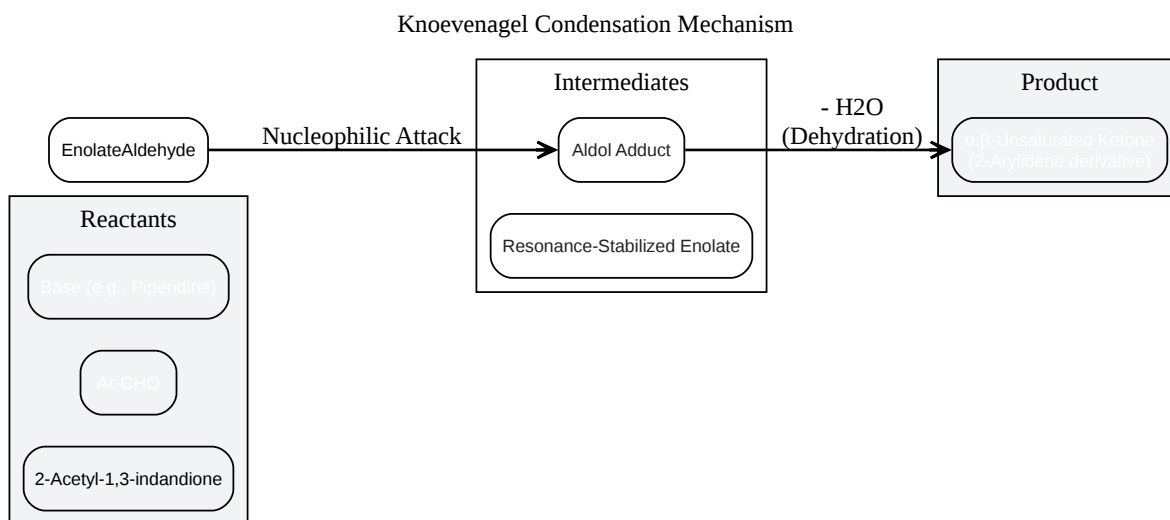 Knoevenagel Condensation Mechanism
Intermediates
Product
EnolateAldehyde
Nucleophilic Attack
Aldol Adduct
- H2O
(Dehydration)
α,β-Unsaturated Ketone
(2-Arylidene derivative)
Reactants
Resonance-Stabilized Enolate
Base (e.g., Piperidine)
Ar-CHO
2-Acetyl-1,3-indandione